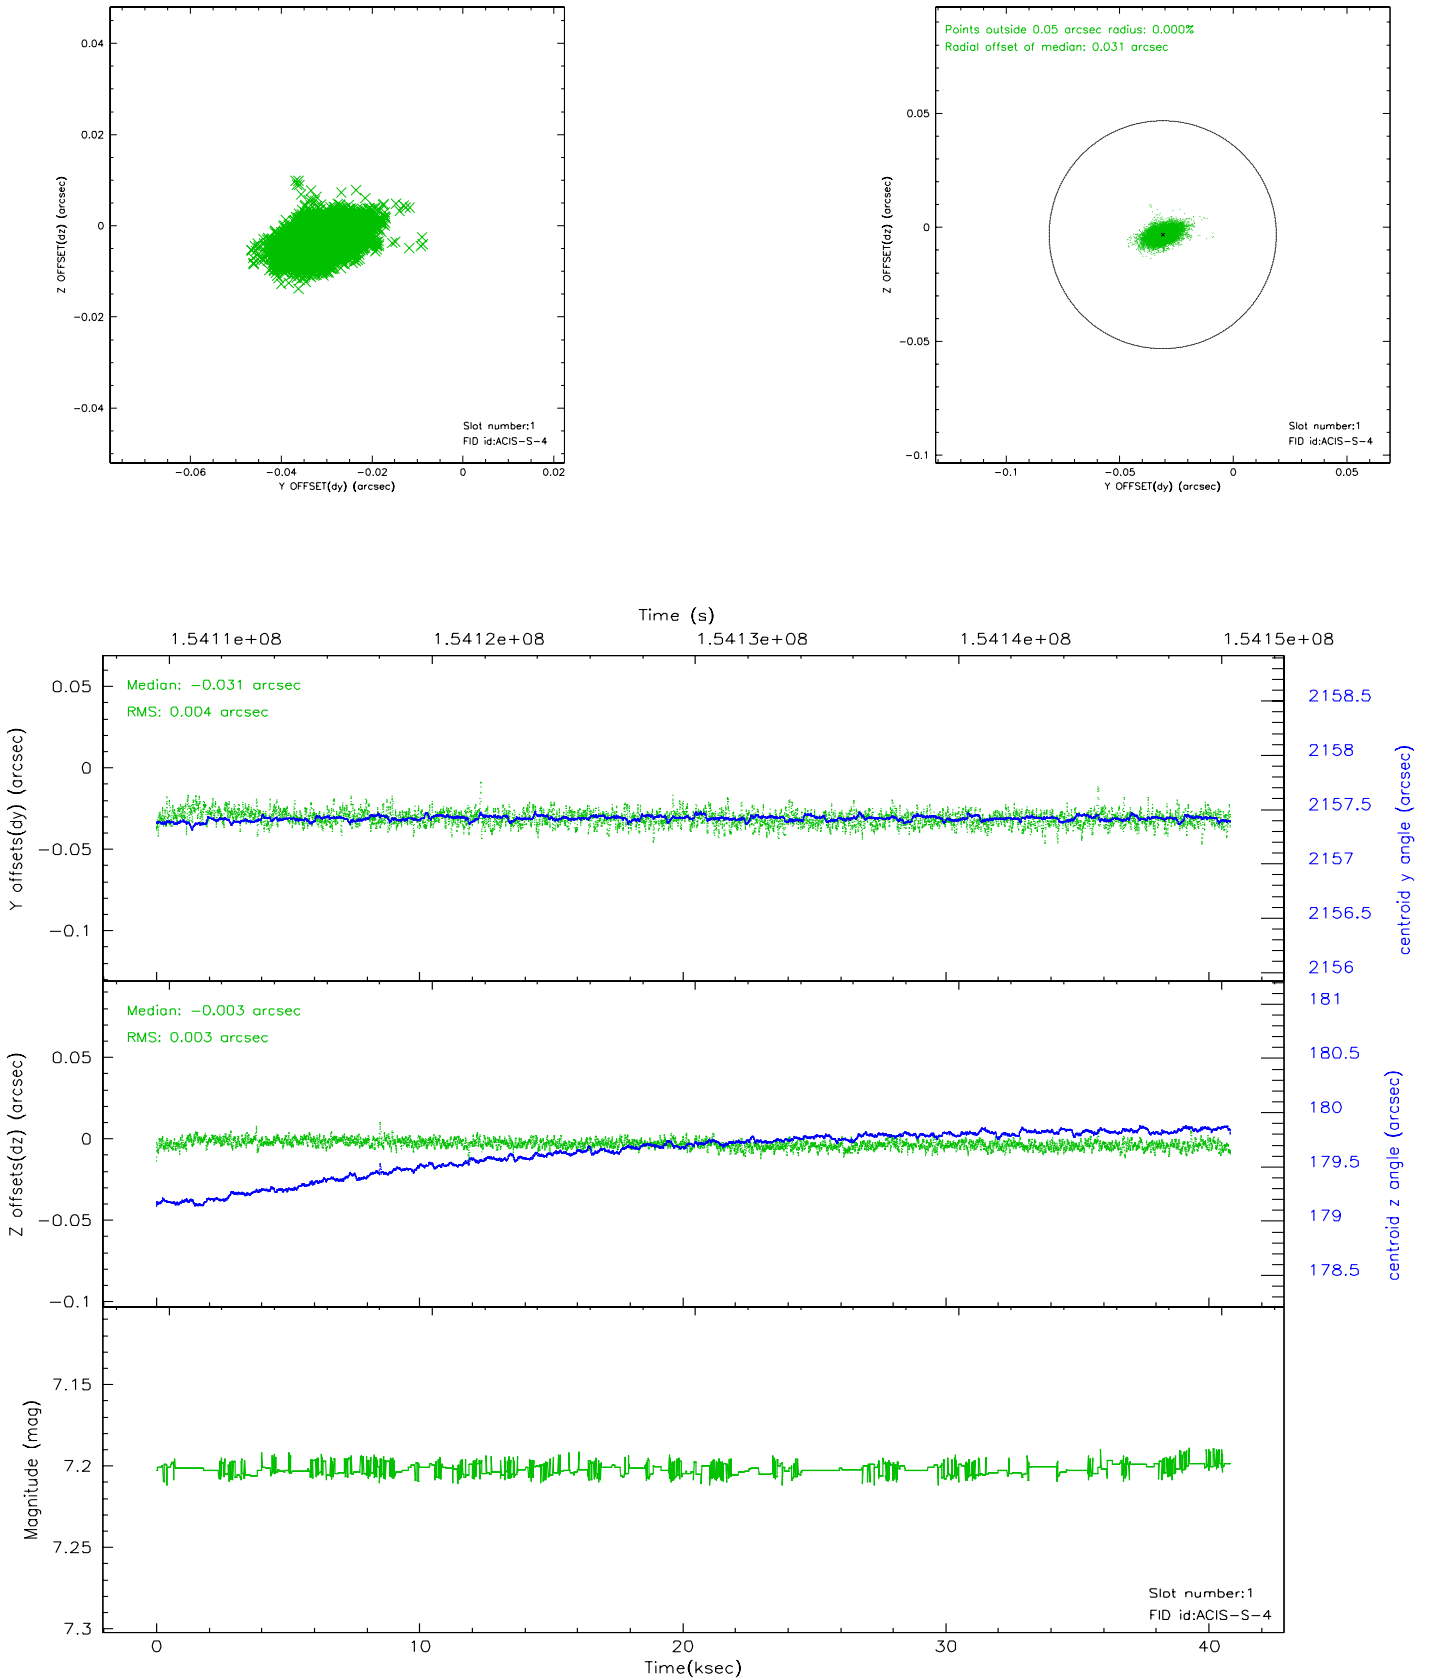 0.04
0.02
0
-0.02
-0.04
Z OFFSET(dz) (arcsec)
Slot number:1
FID id:ACIS-S-4
-0.06 -0.04 -0.02 0 0.02
Y OFFSET(dy) (arcsec)
Points outside 0.05 arcsec radius: 0.000%
Radial offset of median: 0.031 arcsec
0.05
0
-0.05
-0.1
Z OFFSET(dz) (arcsec)
Slot number:1
FID id:ACIS-S-4
-0.1 -0.05 0 0.05
Y OFFSET(dy) (arcsec)
Time (s)
1.5411e+08 1.5412e+08 1.5413e+08 1.5414e+08 1.5415e+08
Median: -0.031 arcsec
RMS: 0.004 arcsec
0.05
0
-0.05
-0.1
Y offsets(dy) (arcsec)
2158.5
2158
2157.5
2157
2156.5
2156
centroid y angle (arcsec)
Median: -0.003 arcsec
RMS: 0.003 arcsec
0.05
0
-0.05
-0.1
Z offsets(dz) (arcsec)
181
180.5
180
179.5
179
178.5
centroid z angle (arcsec)
7.15
7.2
7.25
7.3
Magnitude (mag)
Slot number:1
FID id:ACIS-S-4
0 10 20 30 40
Time(ksec)